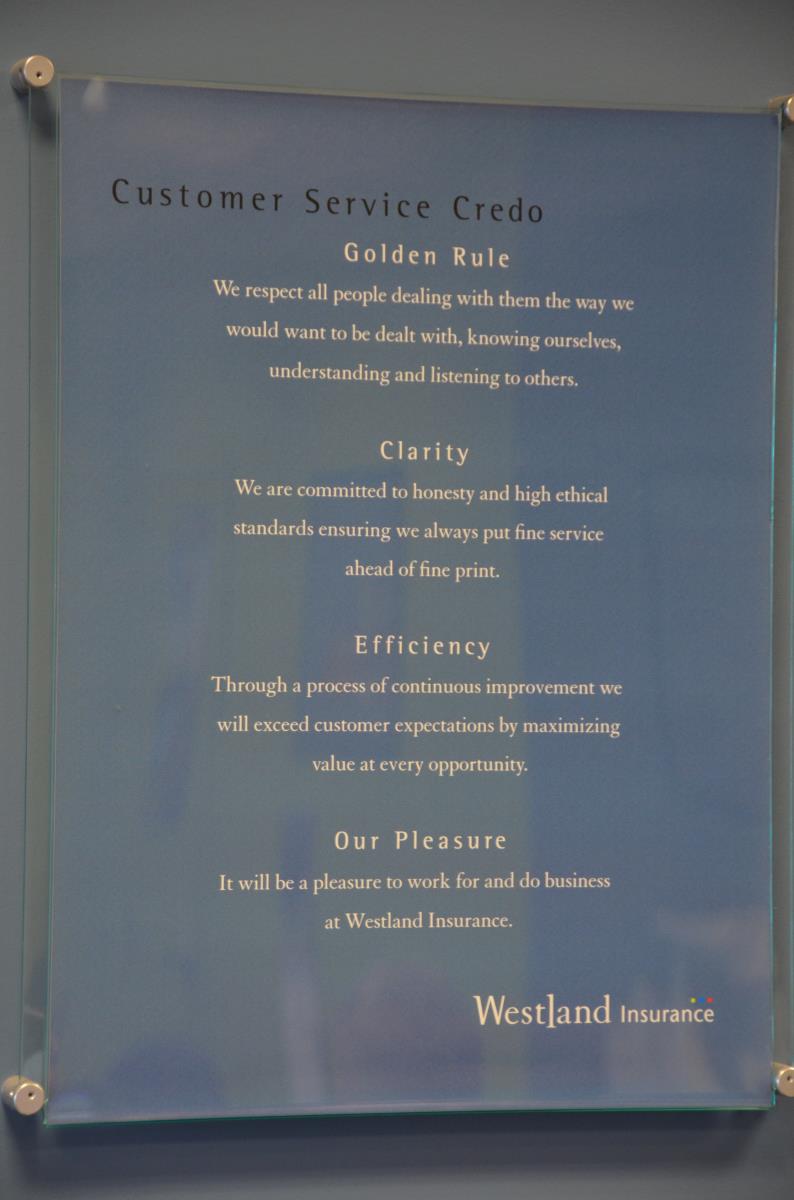 Customer Service Credo
Golden Rule
We respect all people dealing with them the way we
would want to be dealt with, knowing ourselves,
understanding and listening to others.
Clarity
We are committed to honesty and high ethical
standards ensuring we always put fine service
ahead of fine print.
Efficiency
Through a process of continuous improvement we
will exceed customer expectations by maximizing
value at every opportunity.
Our Pleasure
It will be a pleasure to work for and do business
at Westland Insurance.
Westland Insurance